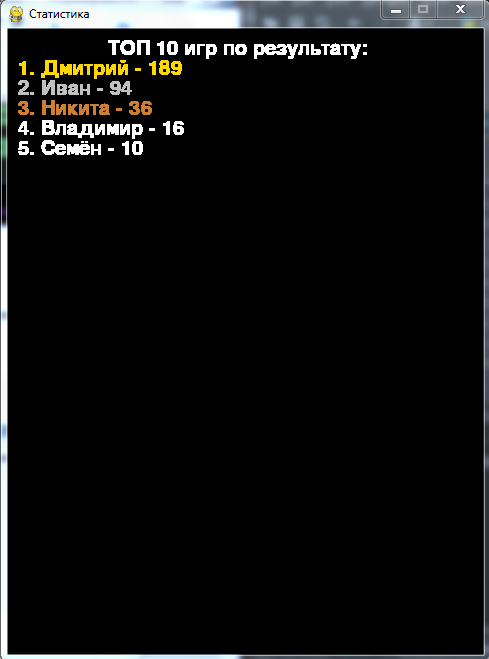 Статистика
ТОП 10 игр по результату:
1. Дмитрий - 189
2. Иван - 94
3. Никита - 36
4. Владимир - 16
5. Семён - 10